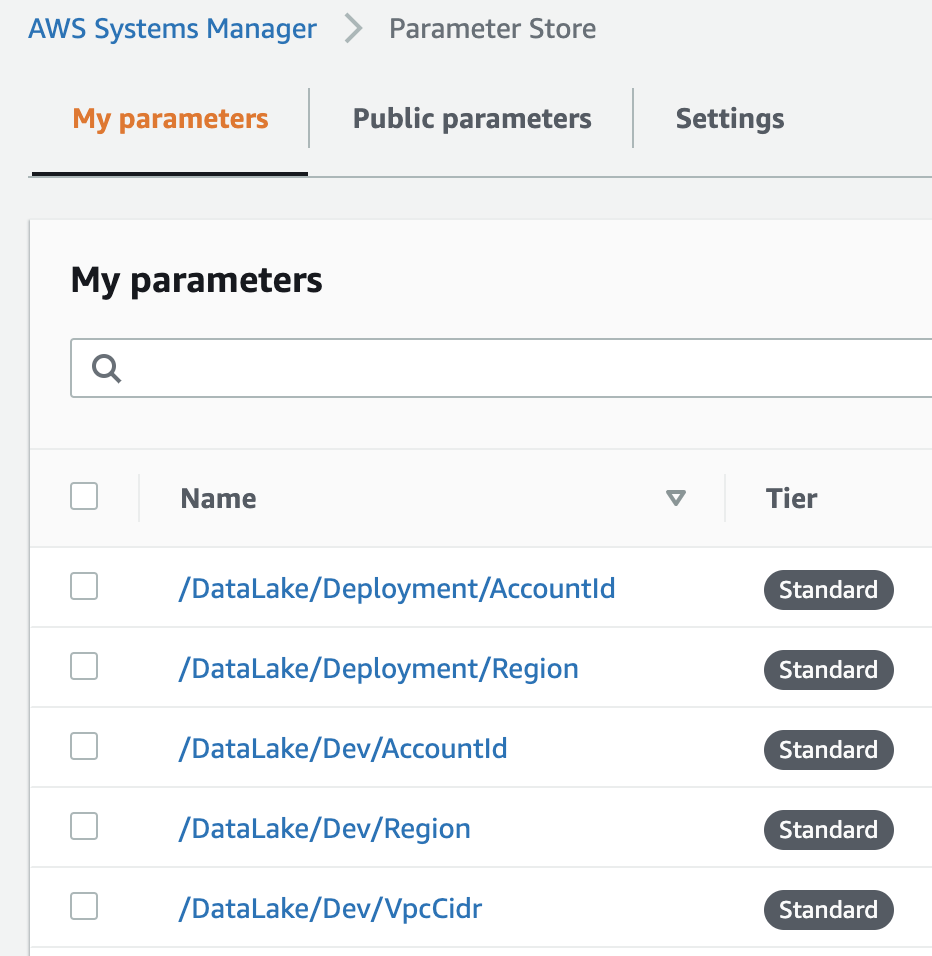 AWS Systems Manager > Parameter Store
My parameters Public parameters Settings
My parameters
Name Tier
/DataLake/Deployment/AccountId Standard
/DataLake/Deployment/Region Standard
/DataLake/Dev/AccountId Standard
/DataLake/Dev/Region Standard
/DataLake/Dev/VpcCidr Standard